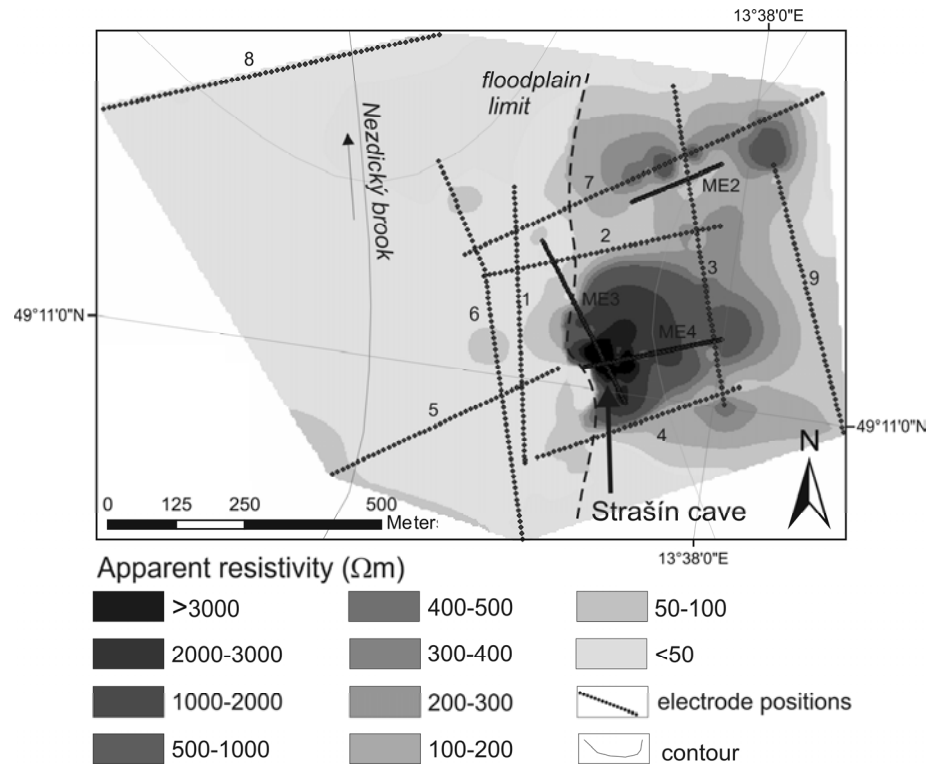 13°38'0"E
8
floodplain
limit
Nezdický brook
7
ME2
2
3
9
1
ME3
6
49°11'0"N
ME4
5
4
49°11'0"N
N
0 125 250 500
Meter:
Strašín cave
13°38'0"E
Apparent resistivity (Ωm)
>3000
400-500
50-100
2000-3000
300-400
<50
1000-2000
200-300
electrode positions
500-1000
100-200
contour